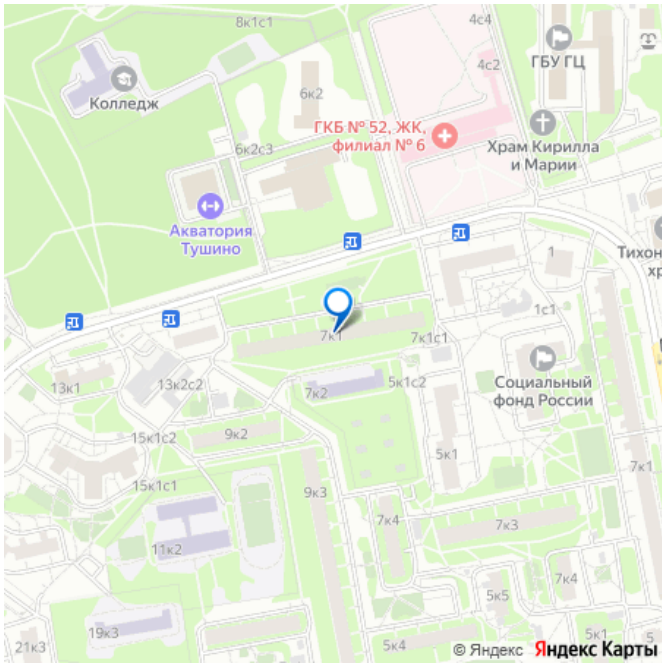 8к1с1
4с4
ГБУ ГЦ
4с2
Колледж
6к2
ГКБ № 52, ЖК,
филиал № 6
Храм Кирилла
и Марии
6к2с3
Акватория
Тушино
Тихон
хр
1
1с1
7к1
7к1с1
13к1
13к2с2
7к2
5к1с2
Социальный
фонд России
15к1с2
9к2
5к1
7к1
15к1с1
9к3
7к4
7к3
11к2
7к4
5к5
19к3
21к3
5к4
5к1
5
© Яндекс Яндекс Карты